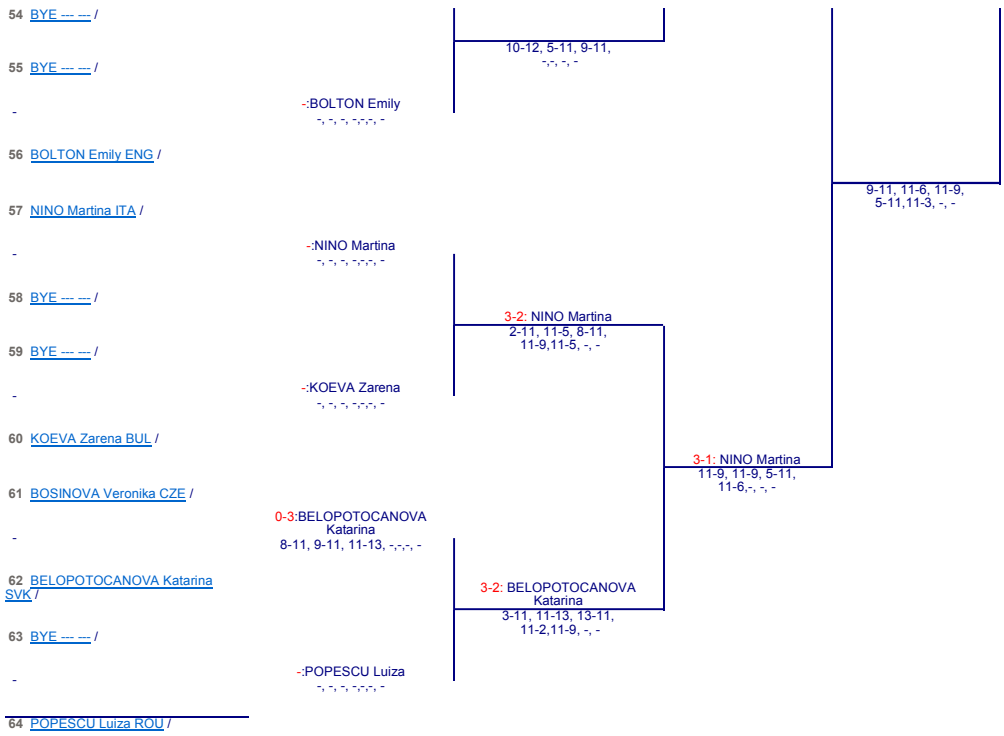 54 BYE --- --- /
10-12, 5-11, 9-11,
-,-, -, -
55 BYE --- --- /
-:BOLTON Emily
-, -, -, -,-,-, -
-
56 BOLTON Emily ENG /
9-11, 11-6, 11-9,
5-11,11-3, -, -
57 NINO Martina ITA /
-:NINO Martina
-, -, -, -,-,-, -
-
58 BYE --- --- /
3-2: NINO Martina
2-11, 11-5, 8-11,
11-9,11-5, -, -
59 BYE --- --- /
-:KOEVA Zarena
-, -, -, -,-,-, -
-
60 KOEVA Zarena BUL /
3-1: NINO Martina
11-9, 11-9, 5-11,
11-6,-, -, -
61 BOSINOVA Veronika CZE /
0-3:BELOPOTOCANOVA
Katarina
8-11, 9-11, 11-13, -,-,-, -
-
62 BELOPOTOCANOVA Katarina
SVK /
3-2: BELOPOTOCANOVA
Katarina
3-11, 11-13, 13-11,
11-2,11-9, -, -
63 BYE --- --- /
-:POPESCU Luiza
-, -, -, -,-,-, -
-
64 POPESCU Luiza ROU /